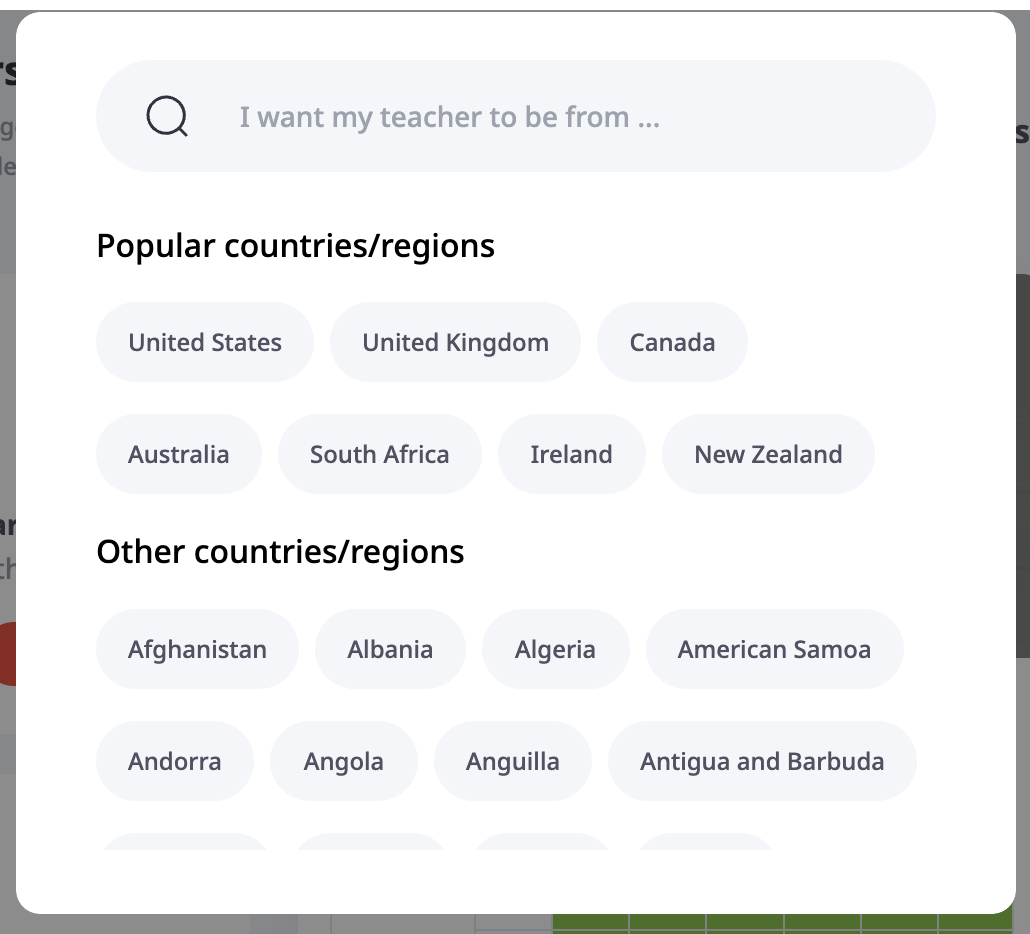 I want my teacher to be from ...
Popular countries/regions
United States United Kingdom Canada
Australia South Africa Ireland New Zealand
Other countries/regions
Afghanistan Albania Algeria American Samoa
Andorra Angola Anguilla Antigua and Barbuda